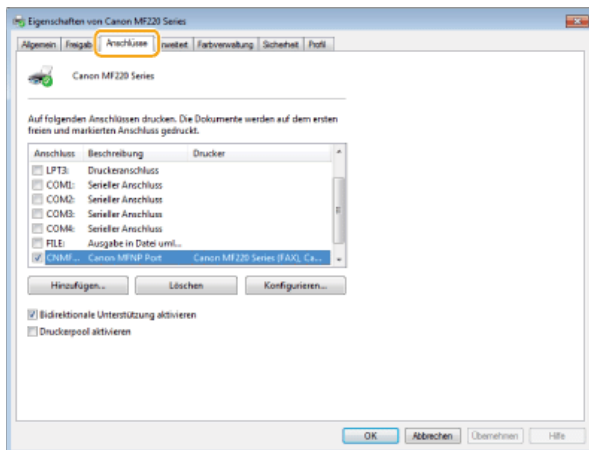 Eigenschaften von Canon MF220 Series
Allgemein Freigab Anschlüsse rweitert Farbverwaltung Sicherheit Profil
Canon MF220 Series
Auf folgenden Anschlüssen drucken. Die Dokumente werden auf dem ersten
freien und markierten Anschluss gedruckt.
Anschluss Beschreibung Drucker
LPT3: Druckeranschluss
COM1: Serieller Anschluss
COM2: Serieller Anschluss
COM3: Serieller Anschluss
COM4: Serieller Anschluss
FILE: Ausgabe in Datei uml...
CNMF... Canon MFNP Port Canon MF220 Series (FAX), Ca...
Hinzufügen... Löschen Konfigurieren...
Bidirektionale Unterstützung aktivieren
Druckerpool aktivieren
OK Abbrechen Übernehmen Hilfe